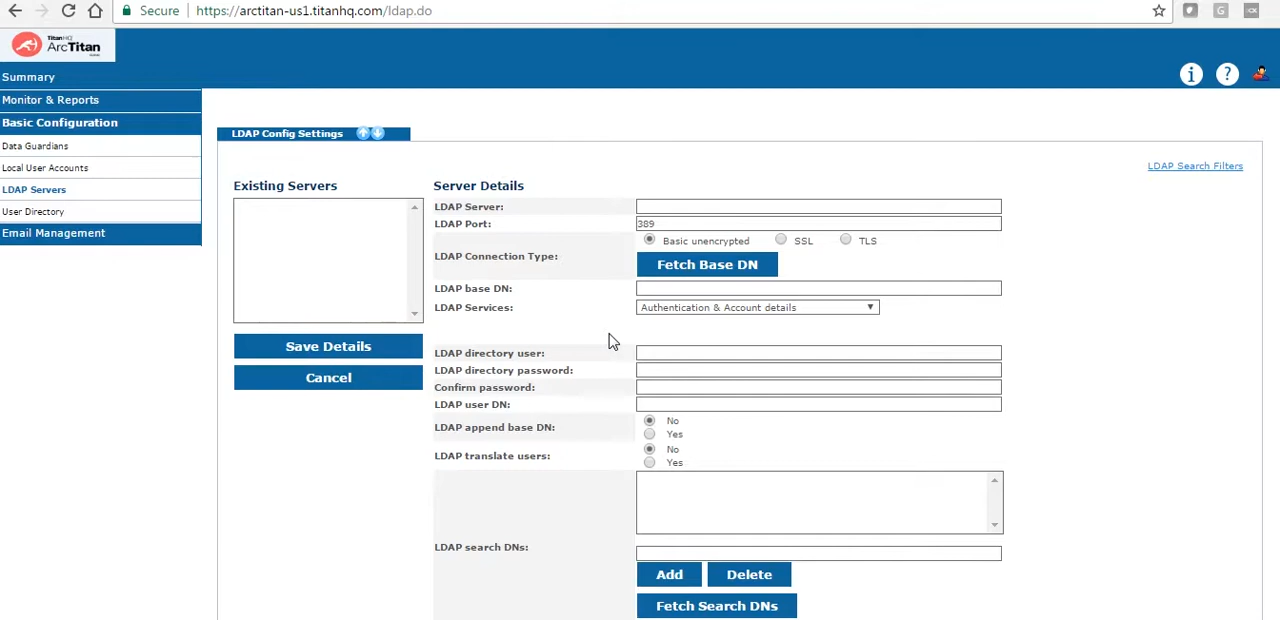 Secure https://arctitan-us1.titanhq.com/ldap.do
TitanHQ
ArcTitan
Summary
Monitor & Reports
Basic Configuration
Data Guardians
Local User Accounts
LDAP Servers
User Directory
Email Management
LDAP Config Settings
LDAP Search Filters
Existing Servers
Save Details
Cancel
Server Details
LDAP Server:
LDAP Port: 389
LDAP Connection Type: Basic unencrypted SSL TLS
Fetch Base DN
LDAP base DN:
LDAP Services: Authentication & Account details
LDAP directory user:
LDAP directory password:
Confirm password:
LDAP user DN:
LDAP append base DN: No
Yes
LDAP translate users: No
Yes
LDAP search DNs:
Add Delete
Fetch Search DNs